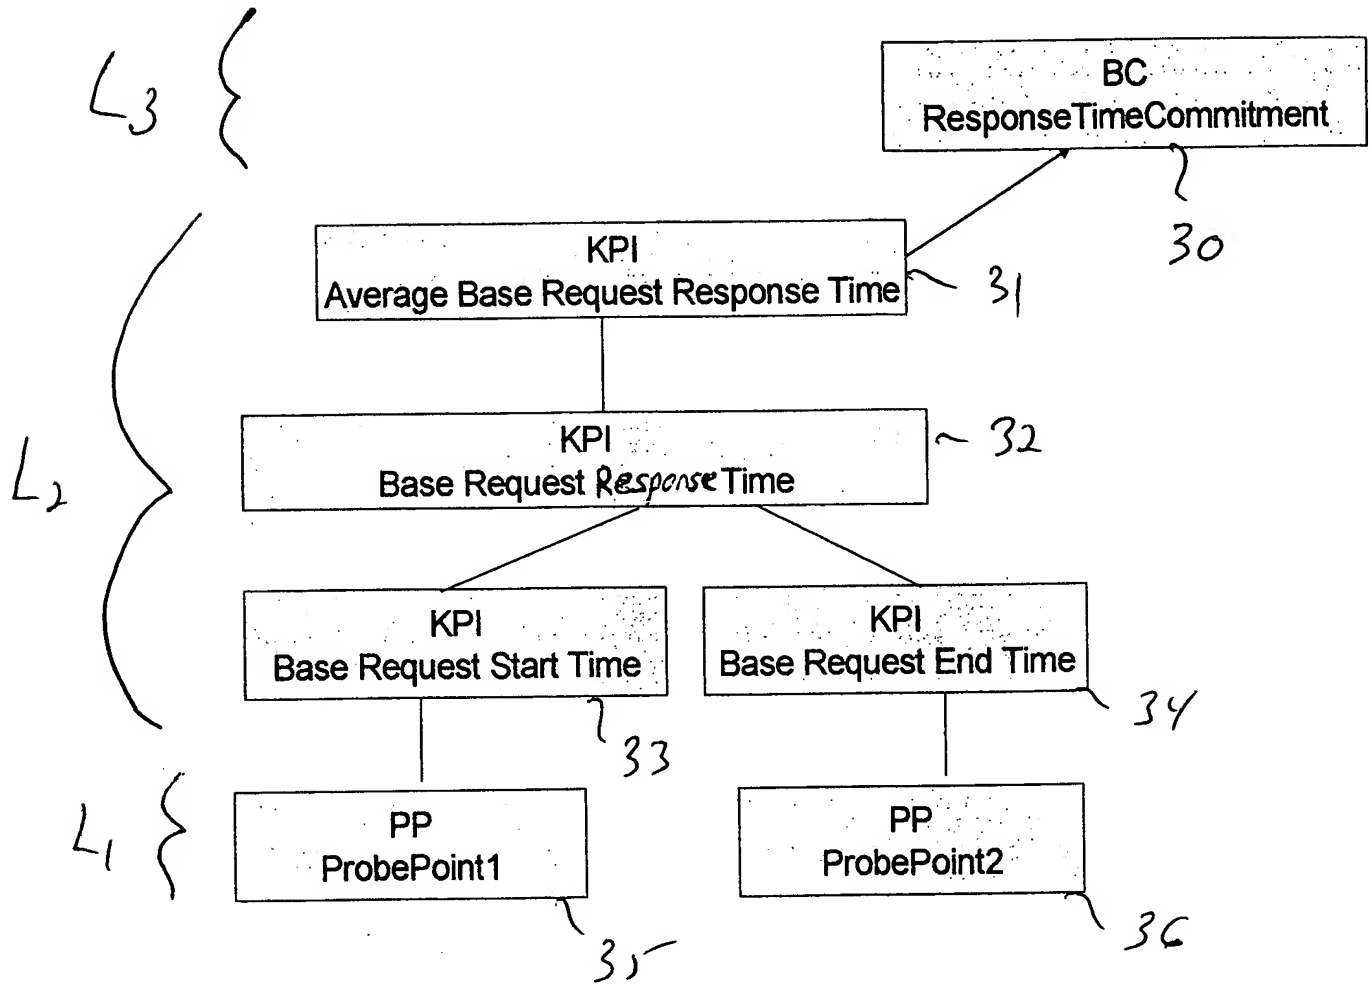 L3
BC
ResponseTimeCommitment
30
KPI
Average Base Request Response Time
31
L2
KPI
Base Request Response Time
32
KPI
Base Request Start Time
33
KPI
Base Request End Time
34
L1
PP
ProbePoint1
35
PP
ProbePoint2
36